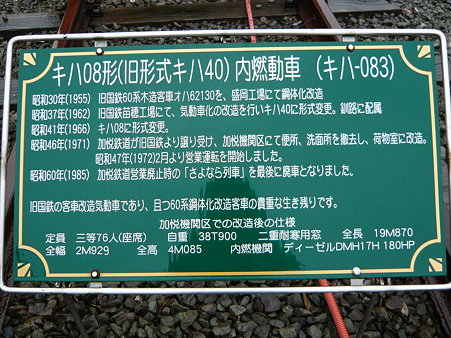 キハ08形(旧形式キハ40) 内燃動車 (キハ-083)
昭和30年(1955) 旧国鉄60系木造客車オハ62130を、盛岡工場にて鋼体化改造
昭和37年(1962) 旧国鉄苗穂工場にて、気動車化の改造を行いキハ40に形式変更。釧路に配属
昭和41年(1966) キハ08に形式変更。
昭和46年(1971) 加悦鉄道が旧国鉄より譲り受け、加悦機関区にて便所、洗面所を撤去し、荷物室に改造。
昭和47年(1972)2月より営業運転を開始しました。
昭和60年(1985) 加悦鉄道営業廃止時の「さよなら列車」を最後に廃車となりました。
旧国鉄の客車改造気動車であり、且つ60系鋼体化改造客車の貴重な生き残りです。
加悦機関区での改造後の仕様
定員 三等76人(座席) 自重 38T900 二重耐寒用窓 全長 19M870
全幅 2M929 全高 4M085 内燃機関 ディーゼルDMH17H 180HP